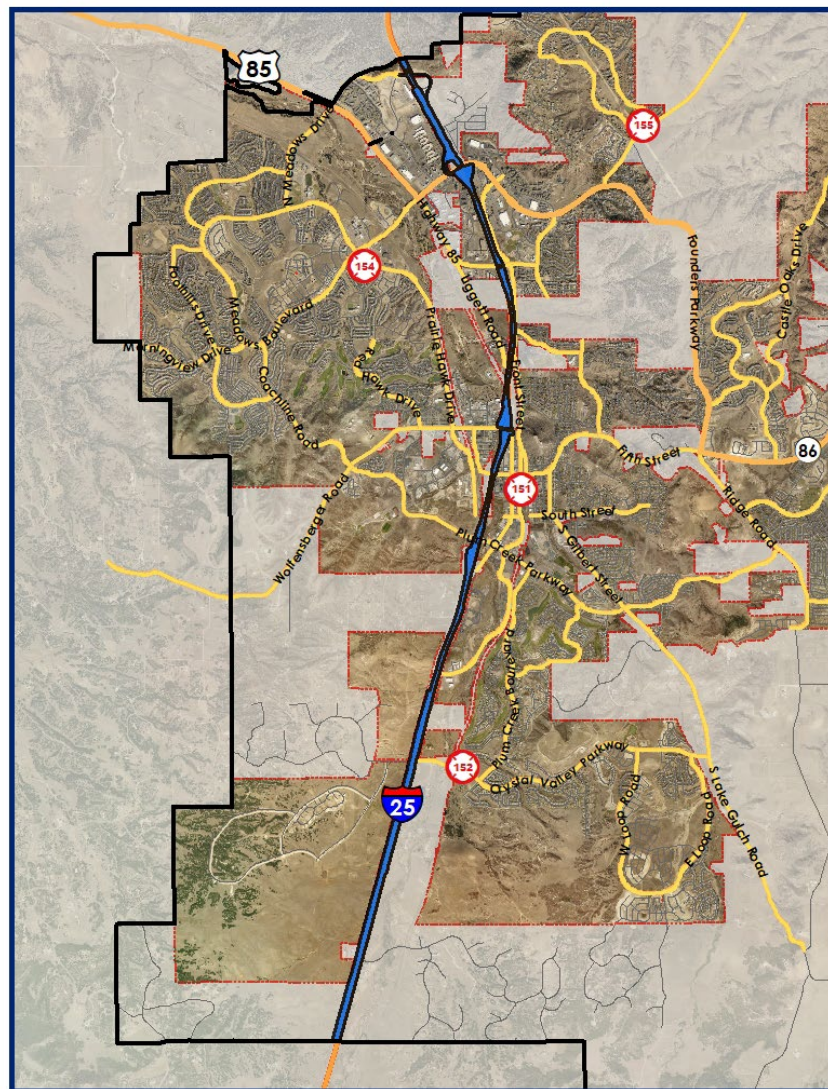 85
155
N Meadows Drive
Highway 85
154
Liggett Road
Founders Parkway
Castle Oaks Drive
Foothills Drive
Meadows Boulevard
Morningview Drive
Prairie Hawk Drive
Red Hawk Drive
Front Street
Coachline Road
Fifth Street
86
151
Ridge Road
South Street
Wolfensberger Road
Plum Creek Parkway
S Gilbert Street
Plum Creek Boulevard
152
Crystal Valley Parkway
25
W Loop Road
E Loop Road
S Lake Gulch Road